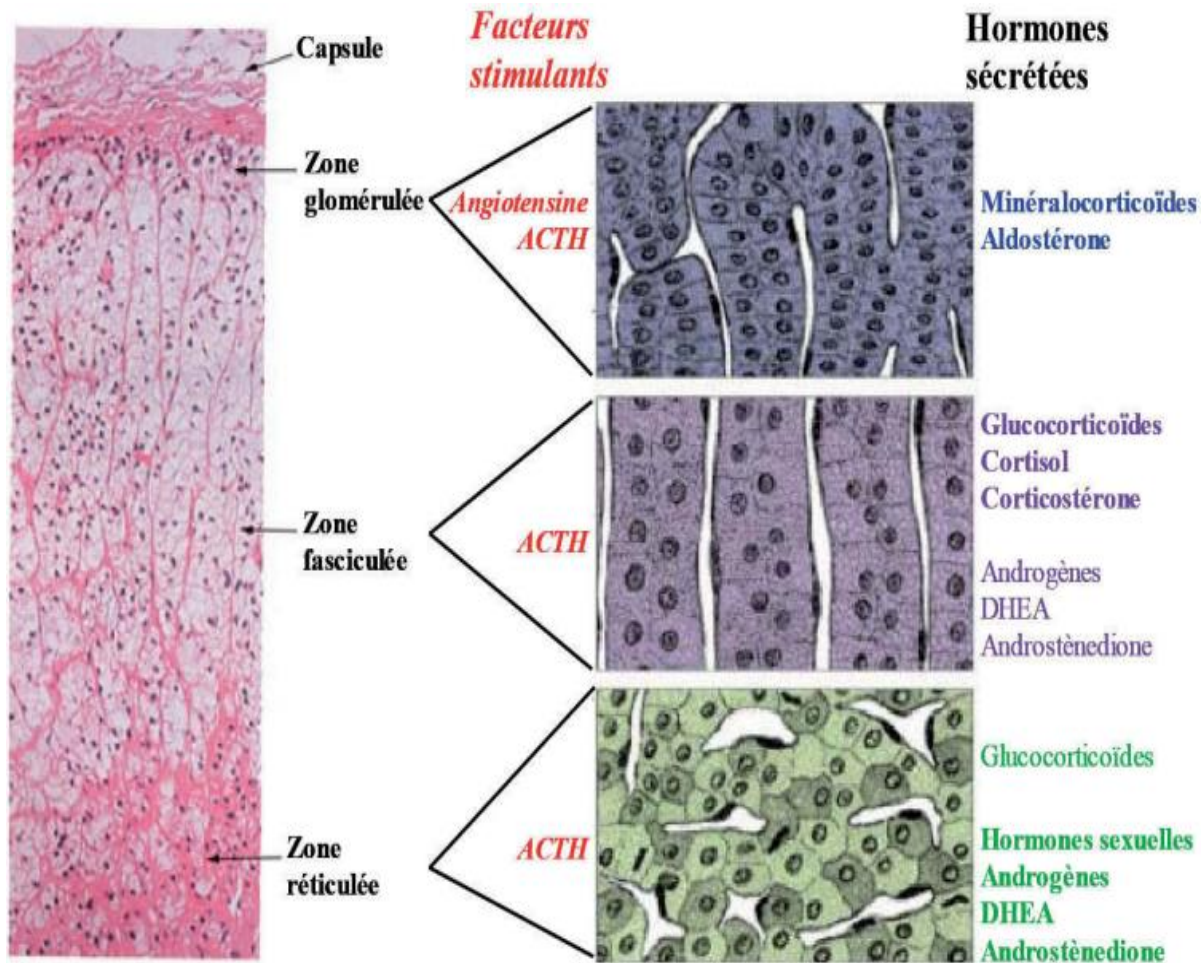 Capsule
Zone
glomérulée
Zone
fasciculée
Zone
réticulée
Facteurs
stimulants
Angiotensine
ACTH
ACTH
ACTH
Hormones
sécrétées
Minéralocorticoïdes
Aldostérone
Glucocorticoïdes
Cortisol
Corticostérone
Androgènes
DHEA
Androstènedione
Glucocorticoïdes
Hormones sexuelles
Androgènes
DHEA
Androstènedione